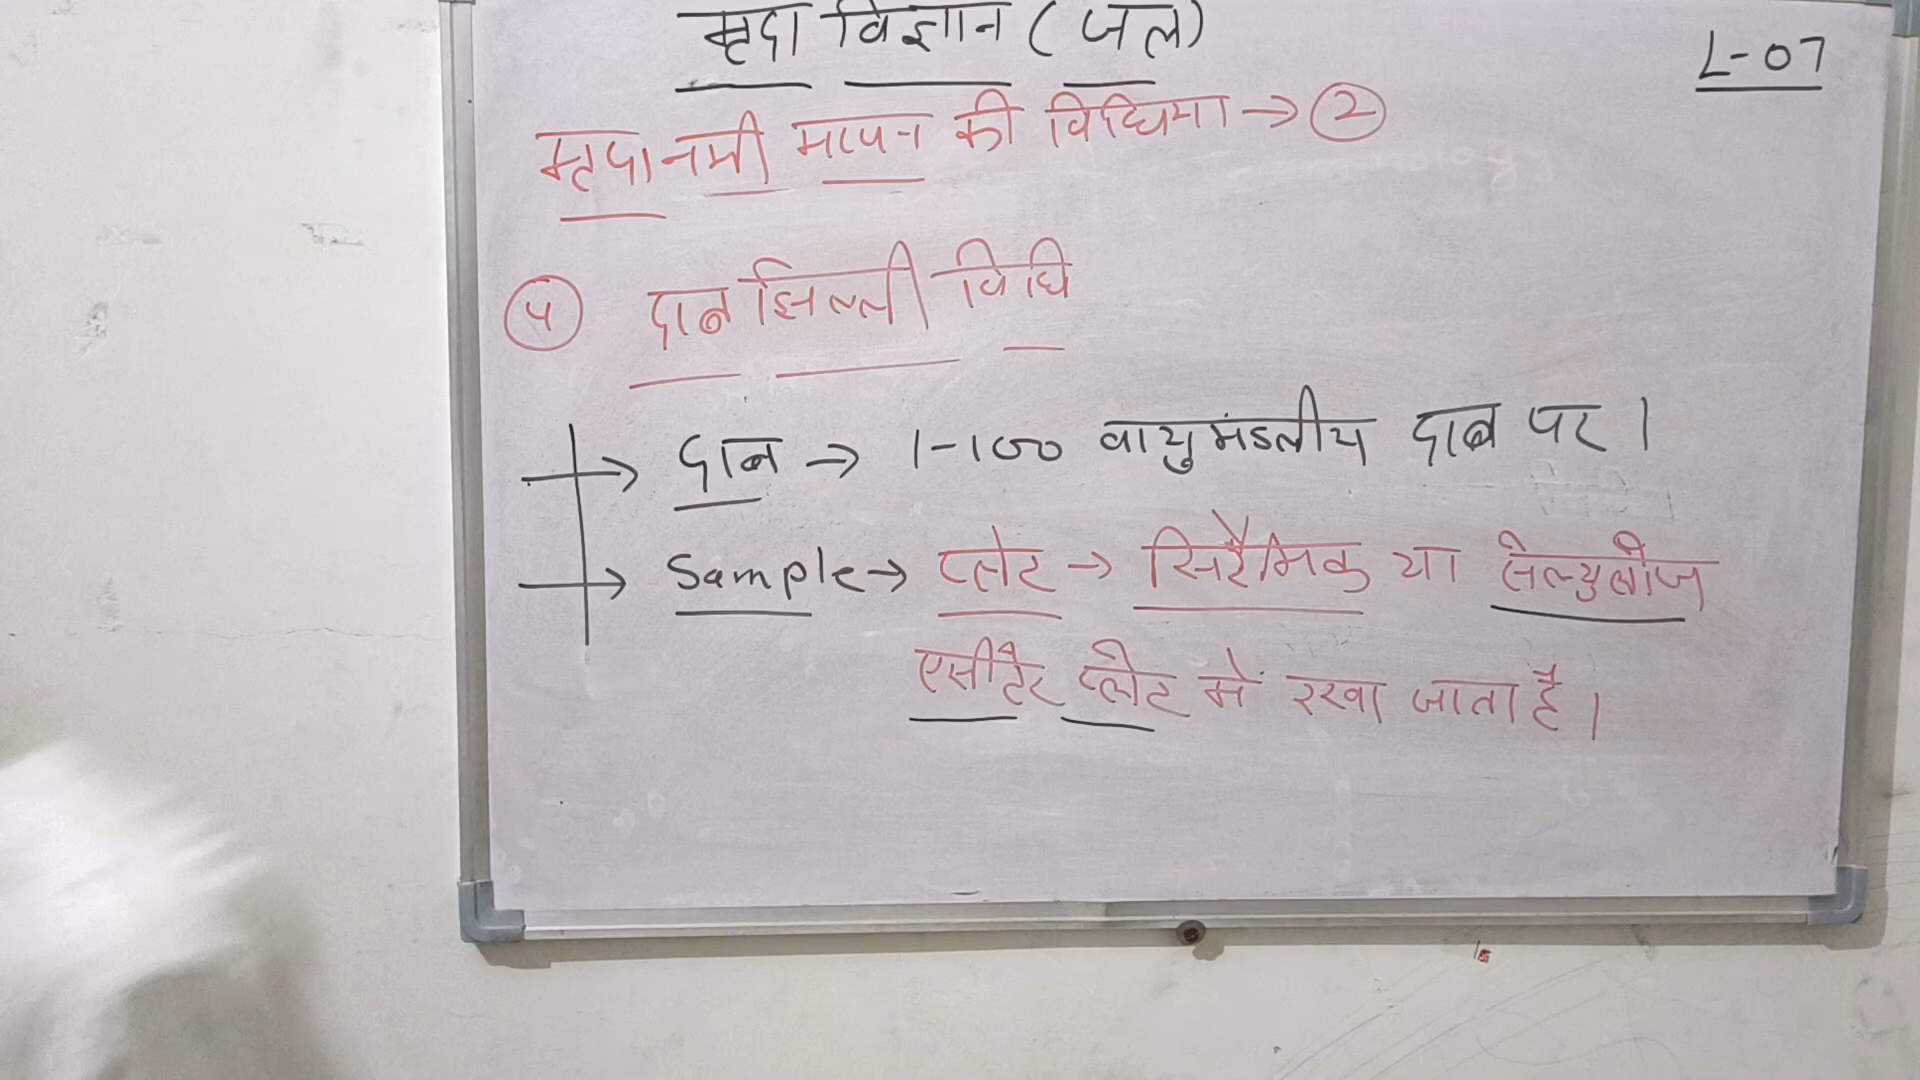 मृदा विज्ञान (जल)
L-07
मृदा नमी मापन की विधिया → 2
4 दाब झिल्ली विधि
→ दाब → 1-100 वायुमंडलीय दाब पर।
→ Sample → प्लेट → सिरैमिक या सेल्युलोज
एसीटेट प्लेट मे रखा जाता है।